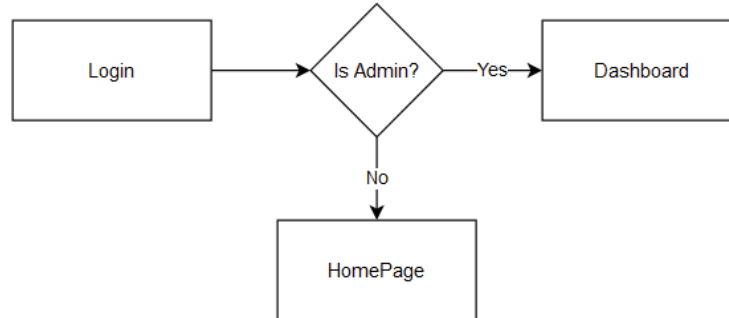 Login
Is Admin?
Yes
Dashboard
No
HomePage